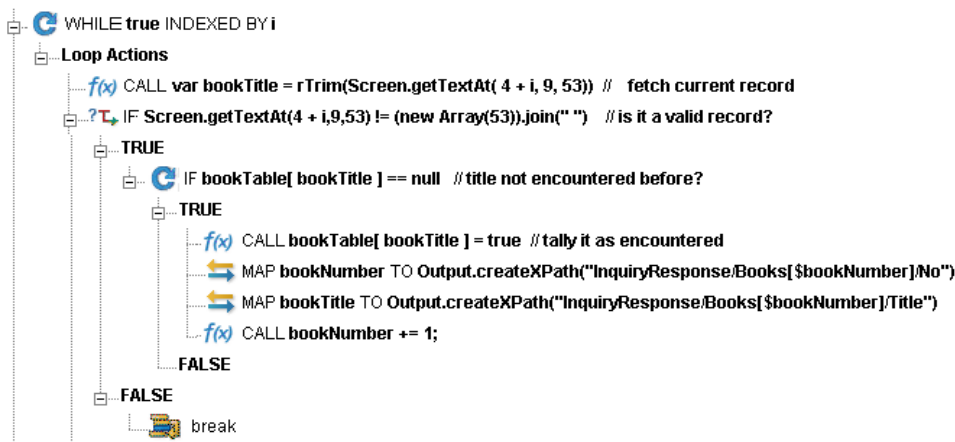 WHILE true INDEXED BY i
Loop Actions
f(x) CALL var bookTitle = rTrim(Screen.getTextAt( 4 + i, 9, 53)) // fetch current record
? IF Screen.getTextAt(4 + i,9,53) != (new Array(53)).join(" ") // is it a valid record?
TRUE
IF bookTable[ bookTitle ] == null // title not encountered before?
TRUE
f(x) CALL bookTable[ bookTitle ] = true // tally it as encountered
MAP bookNumber TO Output.createXPath("InquiryResponse/Books[$bookNumber]/No")
MAP bookTitle TO Output.createXPath("InquiryResponse/Books[$bookNumber]/Title")
f(x) CALL bookNumber += 1;
FALSE
FALSE
break